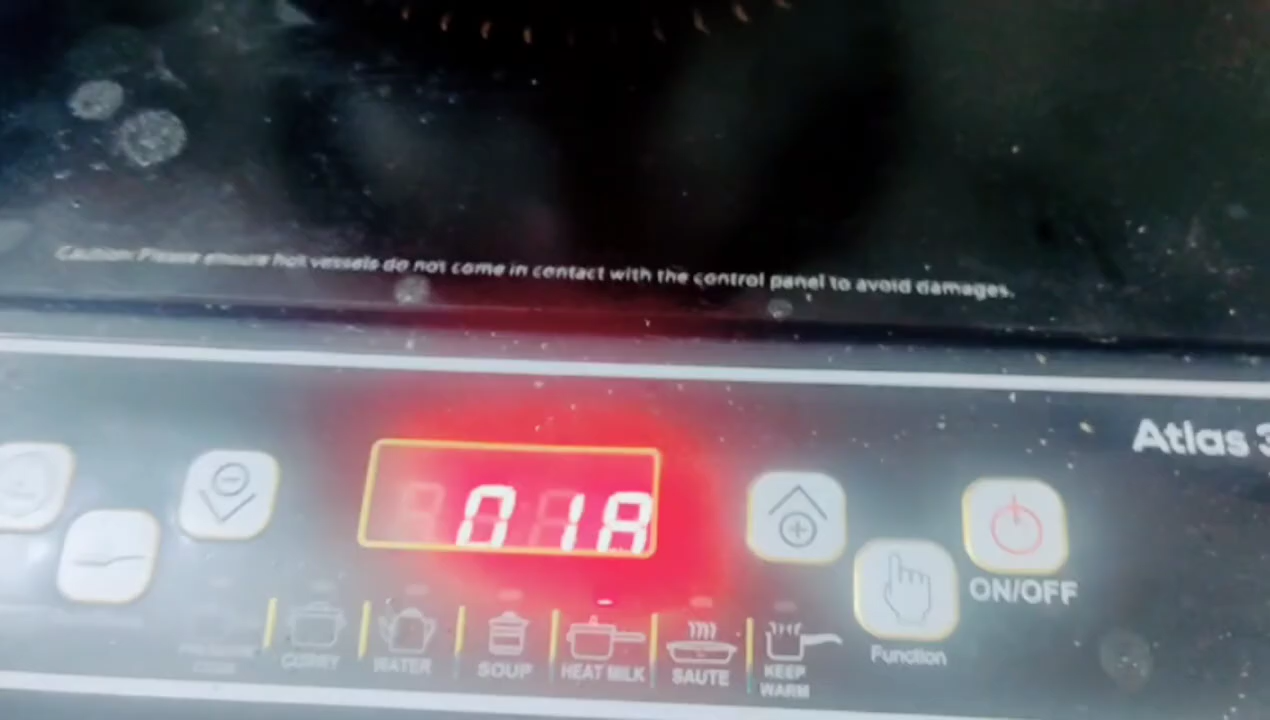 Caution: Please ensure hot vessels do not come in contact with the control panel to avoid damages.
Atlas 3
018
ON/OFF
Function
CURRY
WATER
SOUP
HEAT MILK
SAUTE
KEEP
WARM